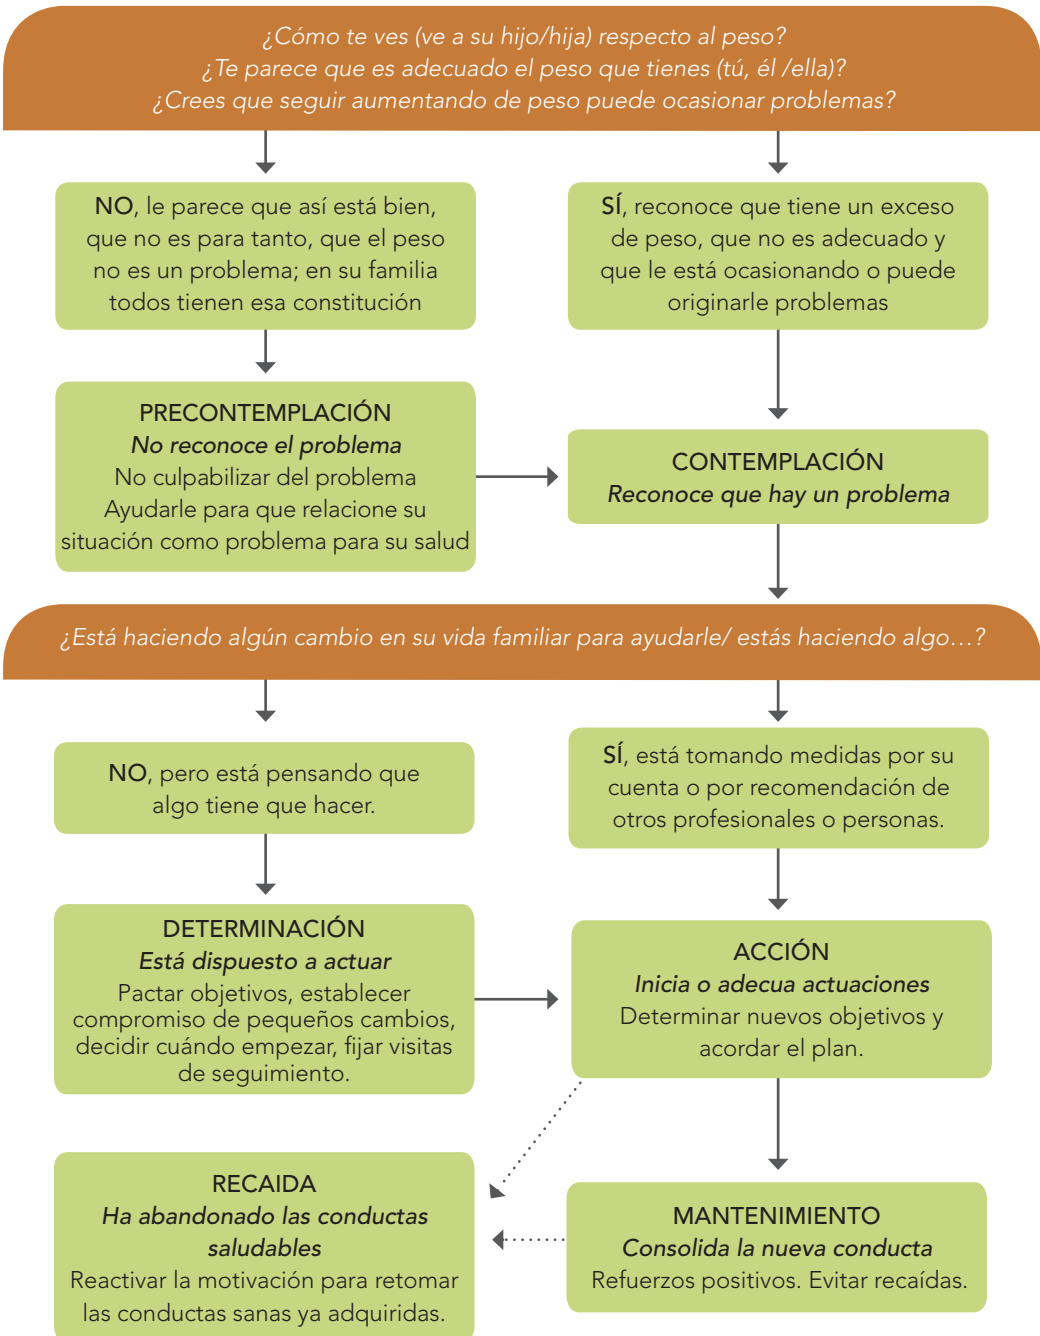 ¿Cómo te ves (ve a su hijo/hija) respecto al peso?
¿Te parece que es adecuado el peso que tienes (tú, él /ella)?
¿Crees que seguir aumentando de peso puede ocasionar problemas?
NO, le parece que así está bien,
que no es para tanto, que el peso
no es un problema; en su familia
todos tienen esa constitución
SÍ, reconoce que tiene un exceso
de peso, que no es adecuado y
que le está ocasionando o puede
originarle problemas
PRECONTEMPLACIÓN
No reconoce el problema
No culpabilizar del problema
Ayudarle para que relacione su
situación como problema para su salud
CONTEMPLACIÓN
Reconoce que hay un problema
¿Está haciendo algún cambio en su vida familiar para ayudarle/ estás haciendo algo…?
NO, pero está pensando que
algo tiene que hacer.
SÍ, está tomando medidas por su
cuenta o por recomendación de
otros profesionales o personas.
DETERMINACIÓN
Está dispuesto a actuar
Pactar objetivos, establecer
compromiso de pequeños cambios,
decidir cuándo empezar, fijar visitas
de seguimiento.
ACCIÓN
Inicia o adecua actuaciones
Determinar nuevos objetivos y
acordar el plan.
RECAIDA
Ha abandonado las conductas
saludables
Reactivar la motivación para retomar
las conductas sanas ya adquiridas.
MANTENIMIENTO
Consolida la nueva conducta
Refuerzos positivos. Evitar recaídas.